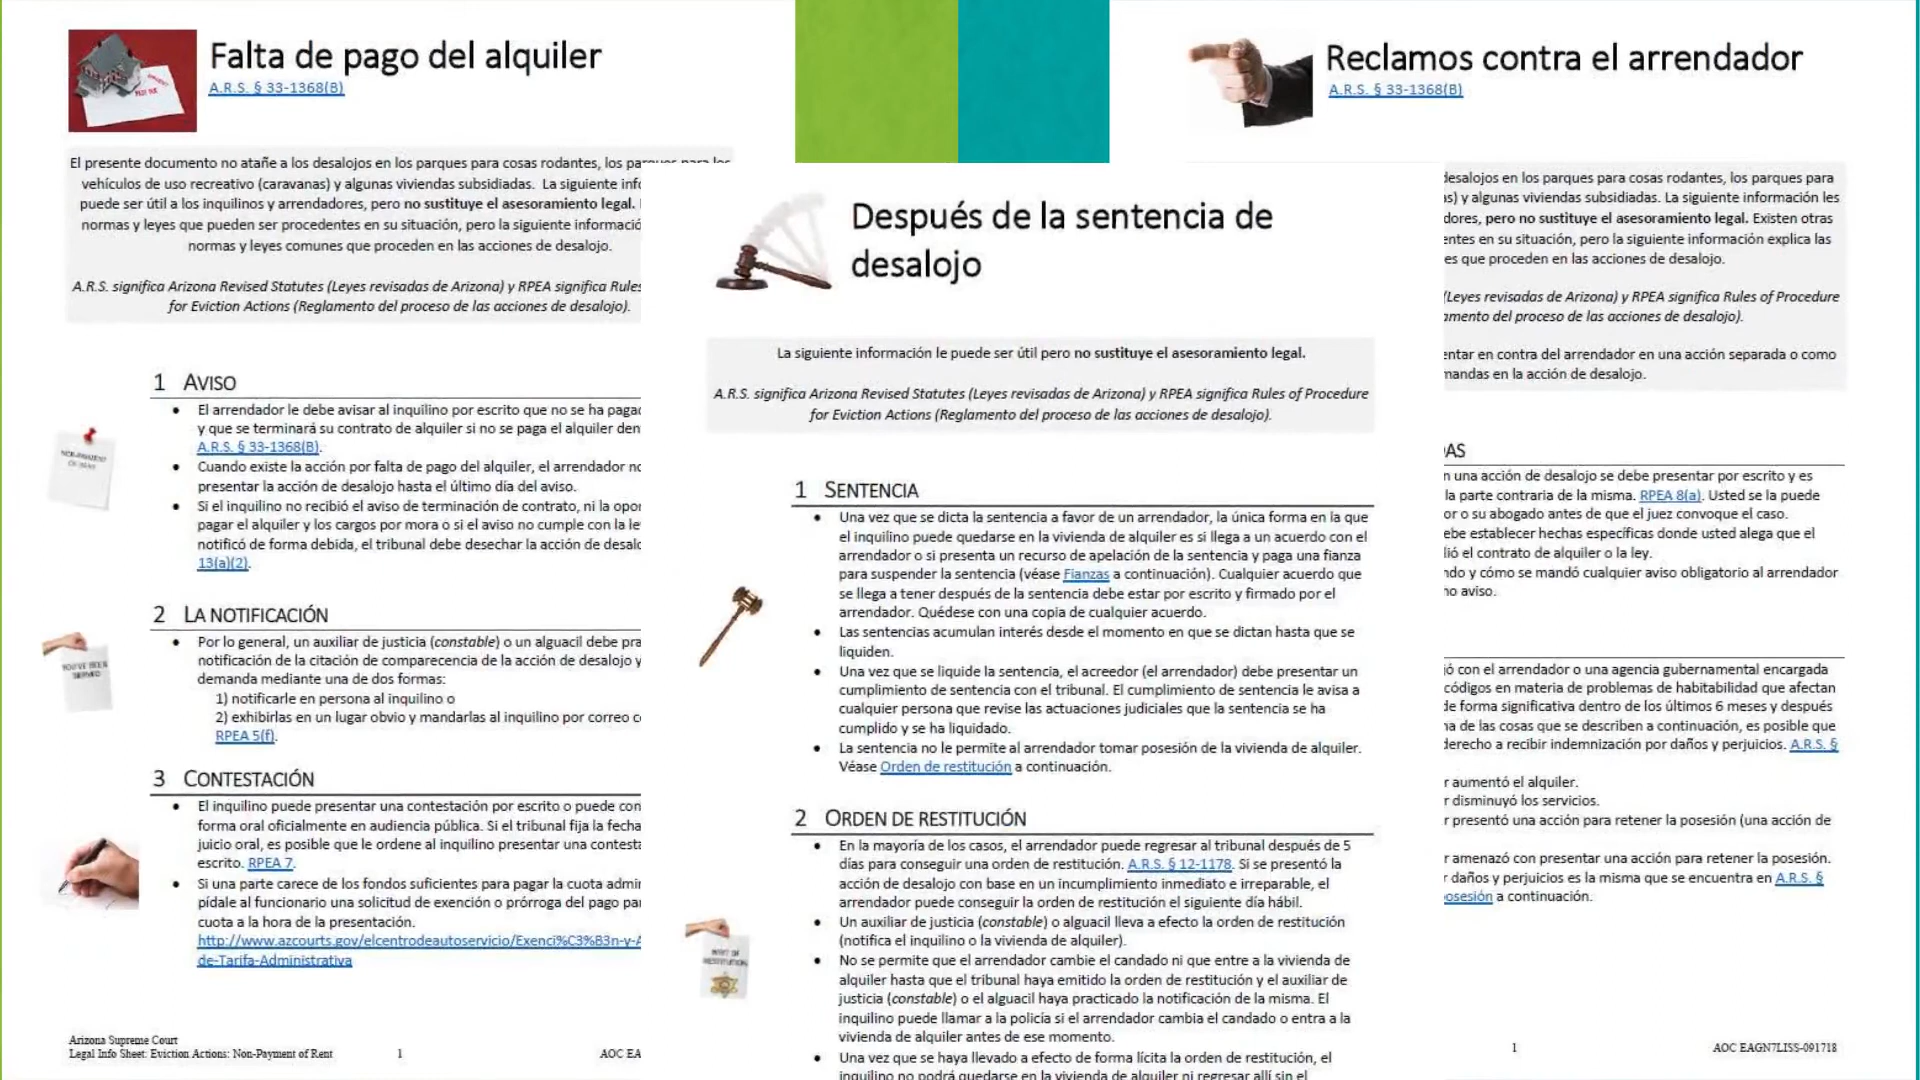 Falta de pago del alquiler
A.R.S. § 33-1368(B)
El presente documento no atañe a los desalojos en los parques para cosas rodantes, los parques para los
vehículos de uso recreativo (caravanas) y algunas viviendas subsidiadas. La siguiente
puede ser útil a los inquilinos y arrendadores, pero no sustituye el asesoramiento legal.
normas y leyes que pueden ser procedentes en su situación, pero la siguiente
normas y leyes comunes que proceden en las acciones de desalojo.
A.R.S. significa Arizona Revised Statutes (Leyes revisadas de Arizona) y RPEA significa Rules
for Eviction Actions (Reglamento del proceso de las acciones de desalojo).
1 AVISO
• El arrendador le debe avisar al inquilino por escrito que no se ha
y que se terminará su contrato de alquiler si no se paga el alquiler
A.R.S. § 33-1368(B).
• Cuando existe la acción por falta de pago del alquiler, el arrendador
presentar la acción de desalojo hasta el último día del aviso.
• Si el inquilino no recibió el aviso de terminación de contrato, ni la
pagar el alquiler y los cargos por mora o si el aviso no cumple con la
notificó de forma debida, el tribunal debe desechar la acción de
13(a)(2).
NON-PAYMENT
2 LA NOTIFICACIÓN
• Por lo general, un auxiliar de justicia (constable) o un alguacil debe
notificación de la citación de comparecencia de la acción de desalojo y
demanda mediante una de dos formas:
1) notificarle en persona al inquilino o
2) exhibirlas en un lugar obvio y mandarlas al inquilino por correo
RPEA 5(f).
YOU'VE BEEN
SERVED
3 CONTESTACIÓN
• El inquilino puede presentar una contestación por escrito o puede
forma oral oficialmente en audiencia pública. Si el tribunal fija la fecha
juicio oral, es posible que le ordene al inquilino presentar una
escrito. RPEA 7.
• Si una parte carece de los fondos suficientes para pagar la cuota
pídale al funcionario una solicitud de exención o prórroga del pago
cuota a la hora de la presentación.
http://www.azcourts.gov/elcentrodeautoservicio/Exenci%C3%B3n-y-A
de-Tarifa-Administrativa
Arizona Supreme Court
Legal Info Sheet: Eviction Actions: Non-Payment of Rent 1 AOC EA
Después de la sentencia de
desalojo
La siguiente información le puede ser útil pero no sustituye el asesoramiento legal.
A.R.S. significa Arizona Revised Statutes (Leyes revisadas de Arizona) y RPEA significa Rules of Procedure
for Eviction Actions (Reglamento del proceso de las acciones de desalojo).
1 SENTENCIA
• Una vez que se dicta la sentencia a favor de un arrendador, la única forma en la que
el inquilino puede quedarse en la vivienda de alquiler es si llega a un acuerdo con el
arrendador o si presenta un recurso de apelación de la sentencia y paga una fianza
para suspender la sentencia (véase Fianzas a continuación). Cualquier acuerdo que
se llega a tener después de la sentencia debe estar por escrito y firmado por el
arrendador. Quédese con una copia de cualquier acuerdo.
• Las sentencias acumulan interés desde el momento en que se dictan hasta que se
liquiden.
• Una vez que se liquide la sentencia, el acreedor (el arrendador) debe presentar un
cumplimiento de sentencia con el tribunal. El cumplimiento de sentencia le avisa a
cualquier persona que revise las actuaciones judiciales que la sentencia se ha
cumplido y se ha liquidado.
• La sentencia no le permite al arrendador tomar posesión de la vivienda de alquiler.
Véase Orden de restitución a continuación.
2 ORDEN DE RESTITUCIÓN
• En la mayoría de los casos, el arrendador puede regresar al tribunal después de 5
días para conseguir una orden de restitución. A.R.S. § 12-1178. Si se presentó la
acción de desalojo con base en un incumplimiento inmediato e irreparable, el
arrendador puede conseguir la orden de restitución el siguiente día hábil.
• Un auxiliar de justicia (constable) o alguacil lleva a efecto la orden de restitución
(notifica el inquilino o la vivienda de alquiler).
• No se permite que el arrendador cambie el candado ni que entre a la vivienda de
alquiler hasta que el tribunal haya emitido la orden de restitución y el auxiliar de
justicia (constable) o el alguacil haya practicado la notificación de la misma. El
inquilino puede llamar a la policía si el arrendador cambia el candado o entra a la
vivienda de alquiler antes de ese momento.
• Una vez que se haya llevado a efecto de forma lícita la orden de restitución, el
inquilino no podrá quedarse en la vivienda de alquiler ni regresar allí sin el
WRIT OF
RESTITUTION
Reclamos contra el arrendador
A.R.S. § 33-1368(B)
desalojos en los parques para cosas rodantes, los parques para
as) y algunas viviendas subsidiadas. La siguiente información les
dores, pero no sustituye el asesoramiento legal. Existen otras
entes en su situación, pero la siguiente información explica las
es que proceden en las acciones de desalojo.
(Leyes revisadas de Arizona) y RPEA significa Rules of Procedure
amento del proceso de las acciones de desalojo).
entar en contra del arrendador en una acción separada o como
mandas en la acción de desalojo.
DAS
n una acción de desalojo se debe presentar por escrito y es
la parte contraria de la misma. RPEA 8(a). Usted se la puede
or o su abogado antes de que el juez convoque el caso.
ebe establecer hechas específicas donde usted alega que el
lió el contrato de alquiler o la ley.
ndo y cómo se mandó cualquier aviso obligatorio al arrendador
ho aviso.
jó con el arrendador o una agencia gubernamental encargada
códigos en materia de problemas de habitabilidad que afectan
de forma significativa dentro de los últimos 6 meses y después
na de las cosas que se describen a continuación, es posible que
derecho a recibir indemnización por daños y perjuicios. A.R.S. §
r aumentó el alquiler.
r disminuyó los servicios.
r presentó una acción para retener la posesión (una acción de
r amenazó con presentar una acción para retener la posesión.
r daños y perjuicios es la misma que se encuentra en A.R.S. §
osesión a continuación.
1 AOC EAGN7LISS-091718